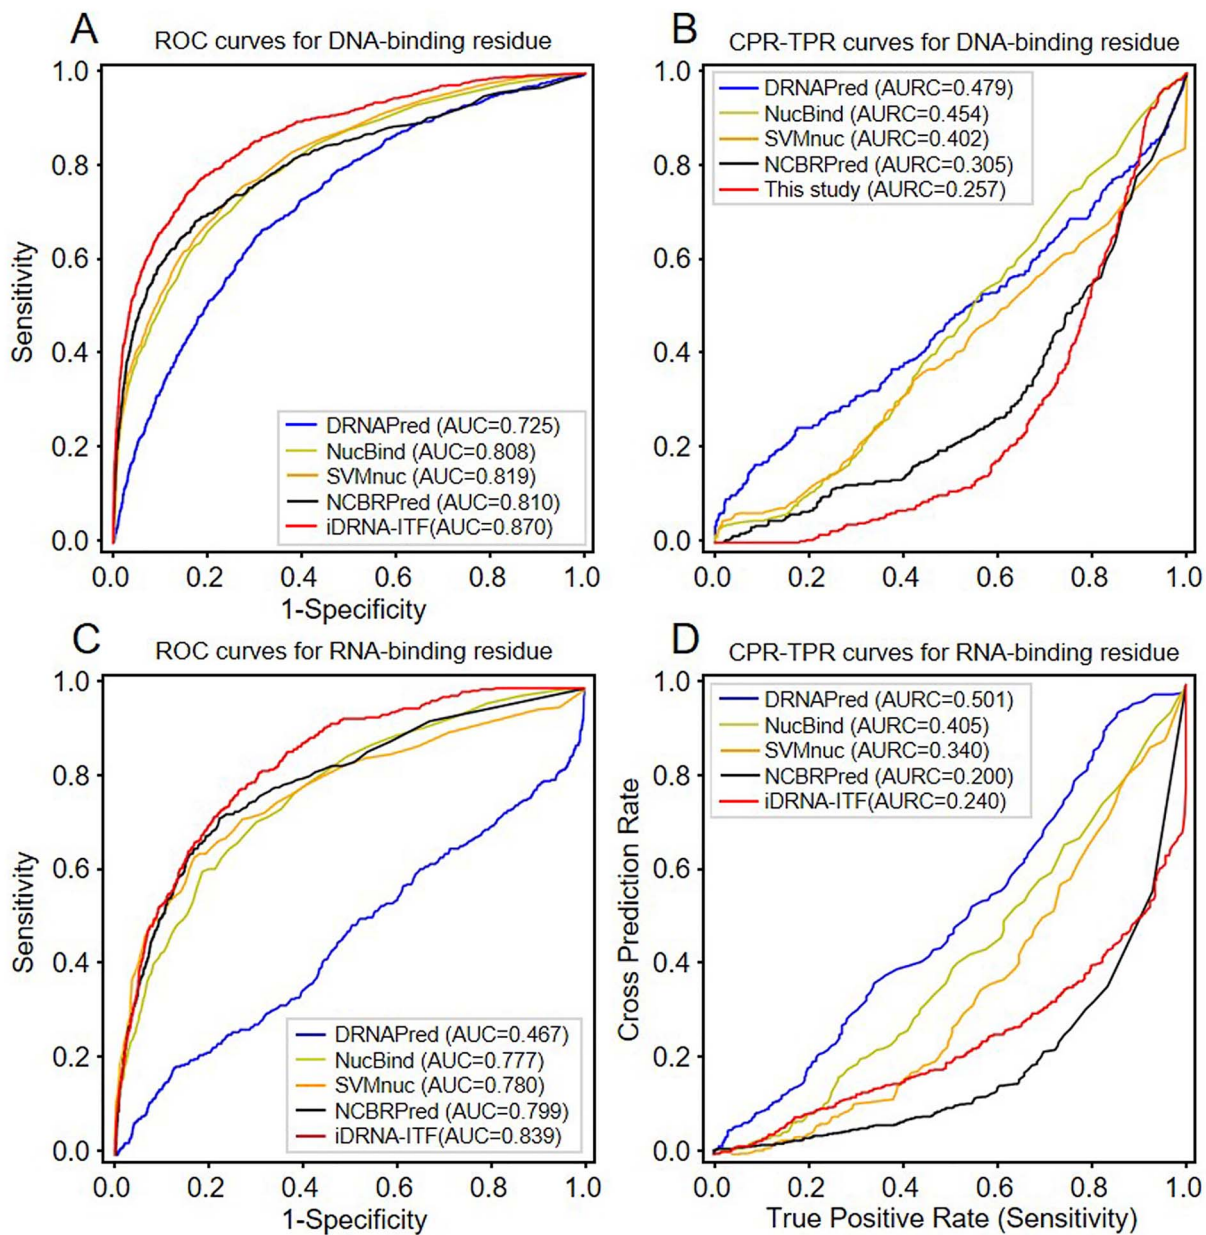 A
ROC curves for DNA-binding residue
1.0
0.8
0.6
0.4
0.2
0.0
Sensitivity
DRNAPred (AUC=0.725)
NucBind (AUC=0.808)
SVMnuc (AUC=0.819)
NCBRPred (AUC=0.810)
iDRNA-ITF(AUC=0.870)
0.0 0.2 0.4 0.6 0.8 1.0
1-Specificity
B
CPR-TPR curves for DNA-binding residue
1.0
0.8
0.6
0.4
0.2
0.0
DRNAPred (AURC=0.479)
NucBind (AURC=0.454)
SVMnuc (AURC=0.402)
NCBRPred (AURC=0.305)
This study (AURC=0.257)
0.0 0.2 0.4 0.6 0.8 1.0
C
ROC curves for RNA-binding residue
1.0
0.8
0.6
0.4
0.2
0.0
Sensitivity
DRNAPred (AUC=0.467)
NucBind (AUC=0.777)
SVMnuc (AUC=0.780)
NCBRPred (AUC=0.799)
iDRNA-ITF(AUC=0.839)
0.0 0.2 0.4 0.6 0.8 1.0
1-Specificity
D
CPR-TPR curves for RNA-binding residue
1.0
0.8
0.6
0.4
0.2
0.0
Cross Prediction Rate
DRNAPred (AURC=0.501)
NucBind (AURC=0.405)
SVMnuc (AURC=0.340)
NCBRPred (AURC=0.200)
iDRNA-ITF(AURC=0.240)
0.0 0.2 0.4 0.6 0.8 1.0
True Positive Rate (Sensitivity)